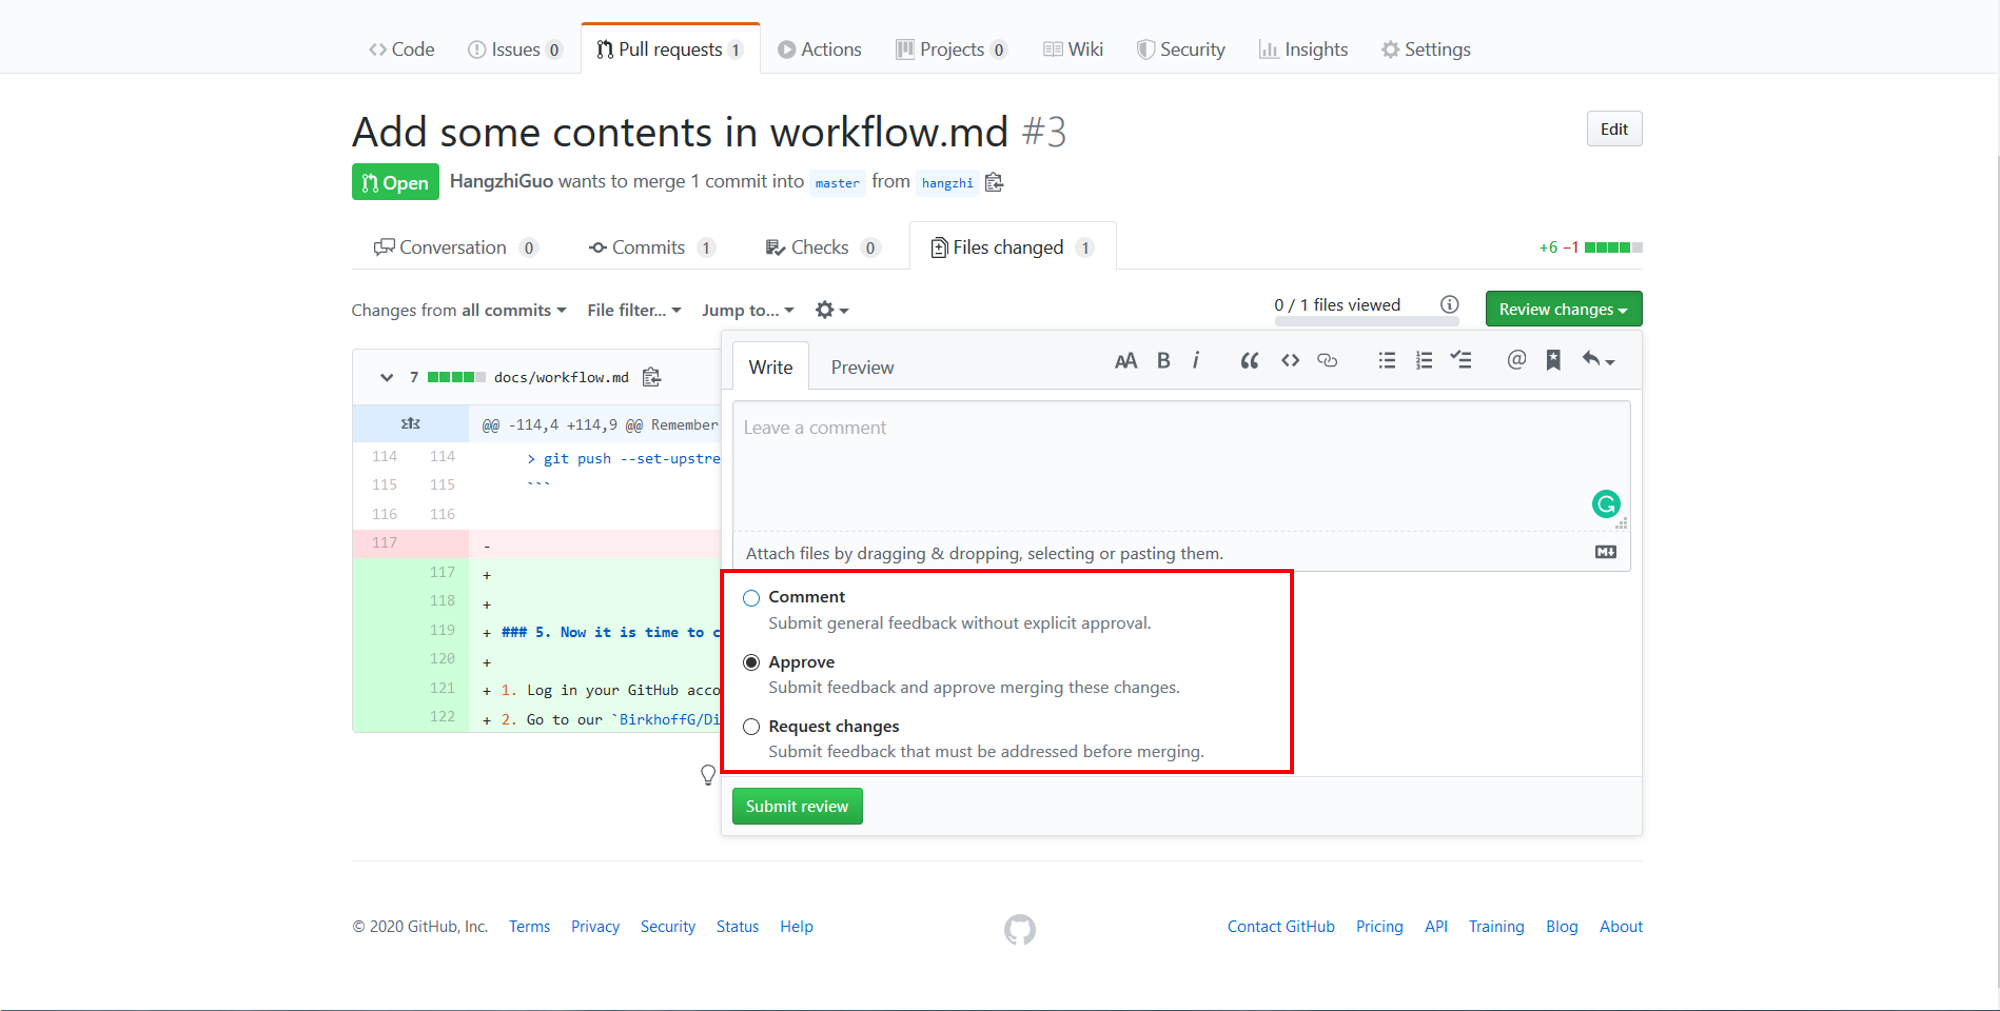 Code Issues 0 Pull requests 1 Actions Projects 0 Wiki Security Insights Settings
Add some contents in workflow.md #3
Edit
Open HangzhiGuo wants to merge 1 commit into master from hangzhi
Conversation 0 Commits 1 Checks 0 Files changed 1
+6 −1
Changes from all commits File filter... Jump to...
0 / 1 files viewed
Review changes
7 docs/workflow.md
Write Preview
AA B i “ <> @
@@ -114,4 +114,9 @@ Remember
Leave a comment
114 114 > git push --set-upstre
115 115 ```
116 116
117 -
Attach files by dragging & dropping, selecting or pasting them.
M
117 +
118 +
119 + ### 5. Now it is time to c
120 +
121 + 1. Log in your GitHub acco
122 + 2. Go to our `BirkhoffG/Di
Comment
Submit general feedback without explicit approval.
Approve
Submit feedback and approve merging these changes.
Request changes
Submit feedback that must be addressed before merging.
Submit review
© 2020 GitHub, Inc. Terms Privacy Security Status Help
Contact GitHub Pricing API Training Blog About